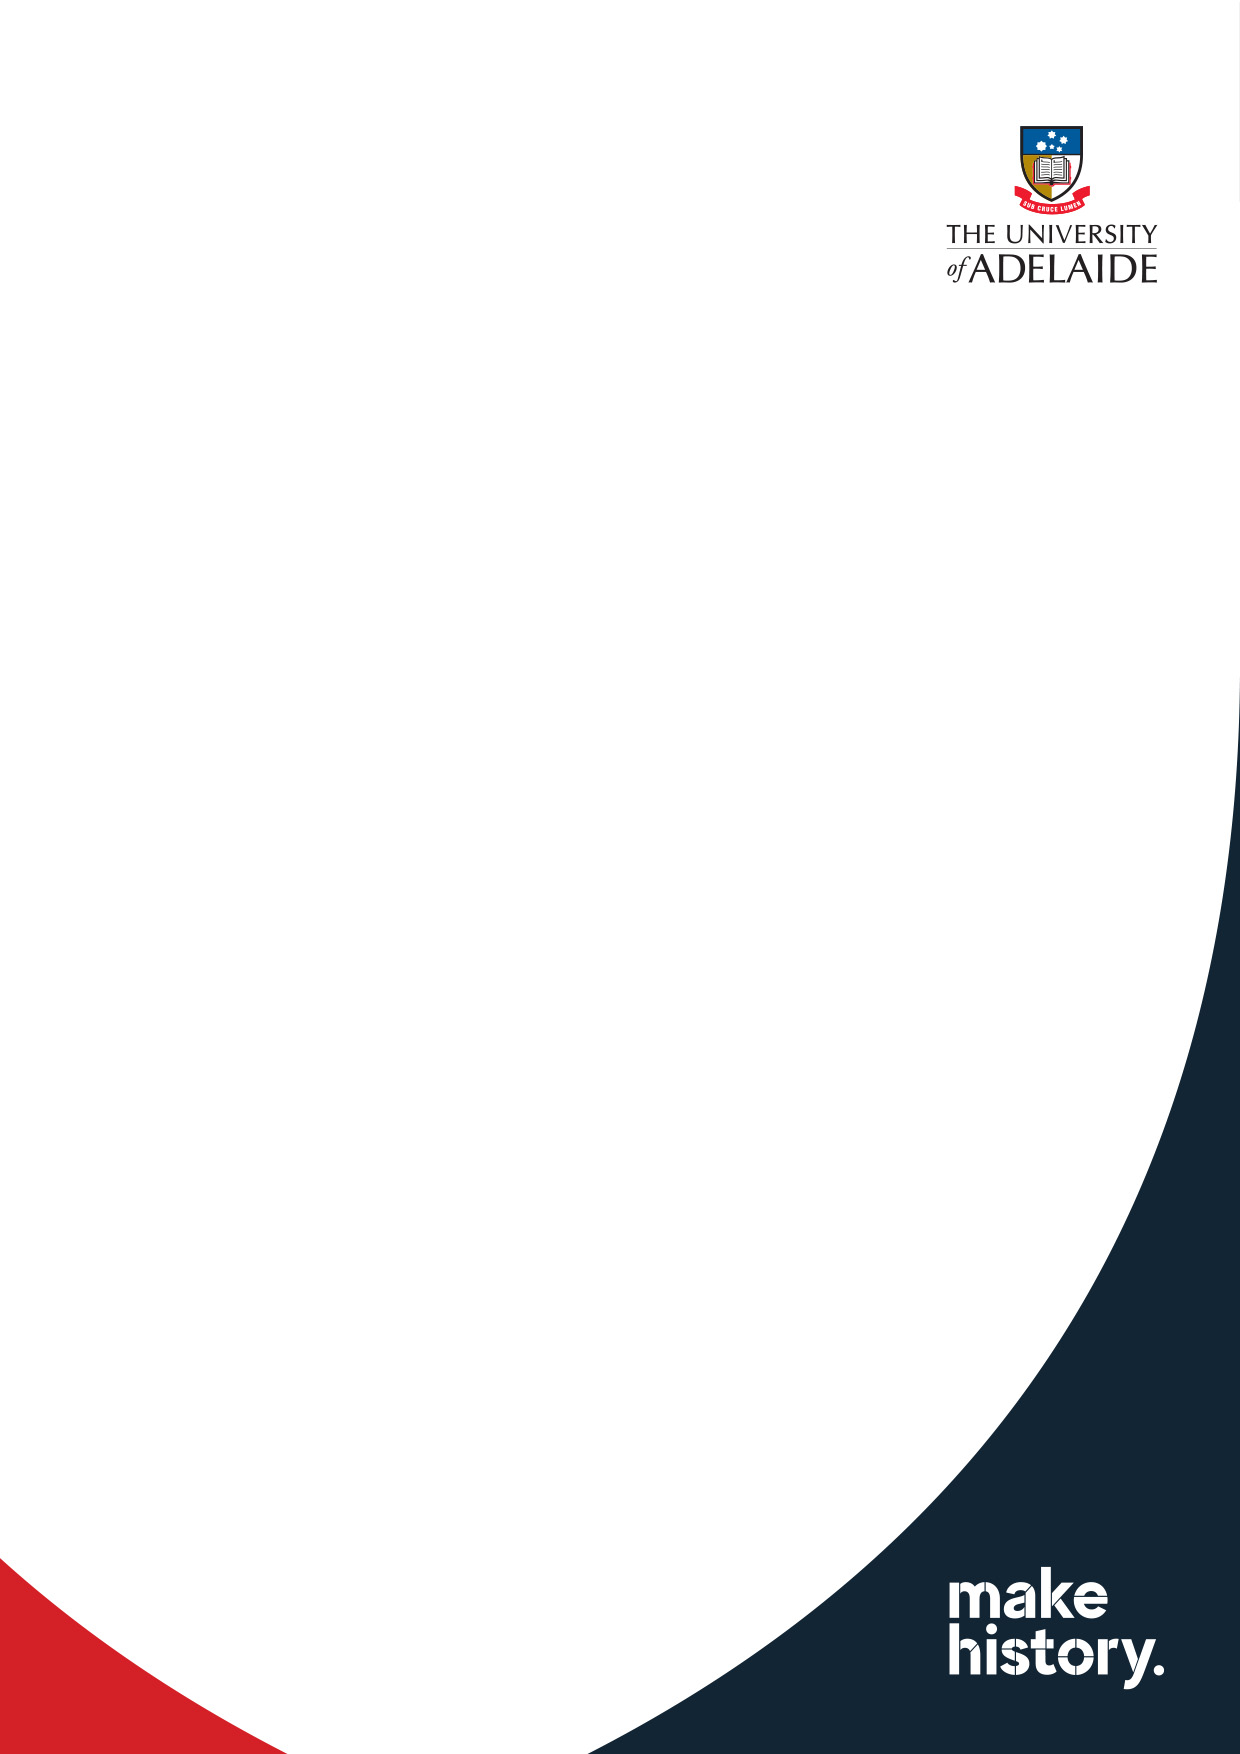 SUB CRUCE LUMEN
THE UNIVERSITY
of ADELAIDE
make
history.